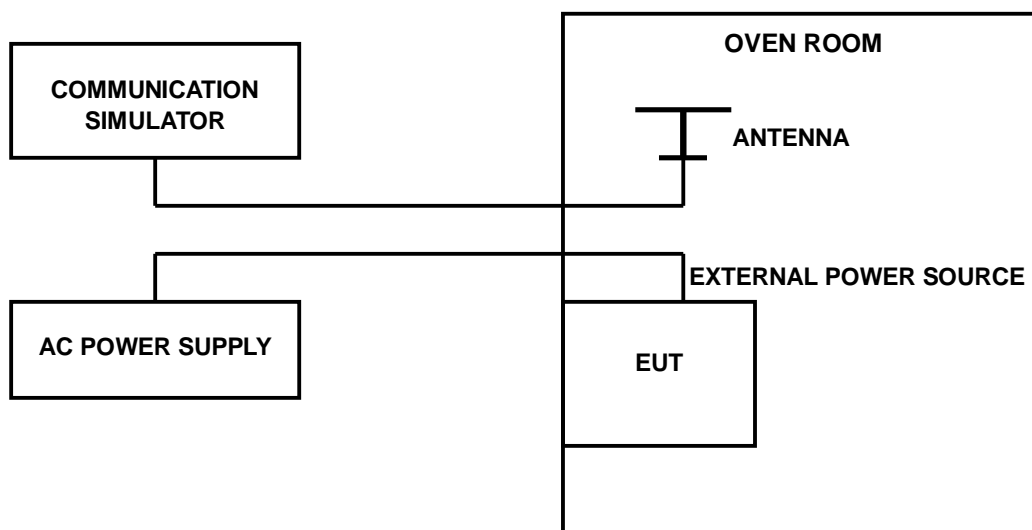 OVEN ROOM
COMMUNICATION
SIMULATOR
ANTENNA
EXTERNAL POWER SOURCE
AC POWER SUPPLY
EUT